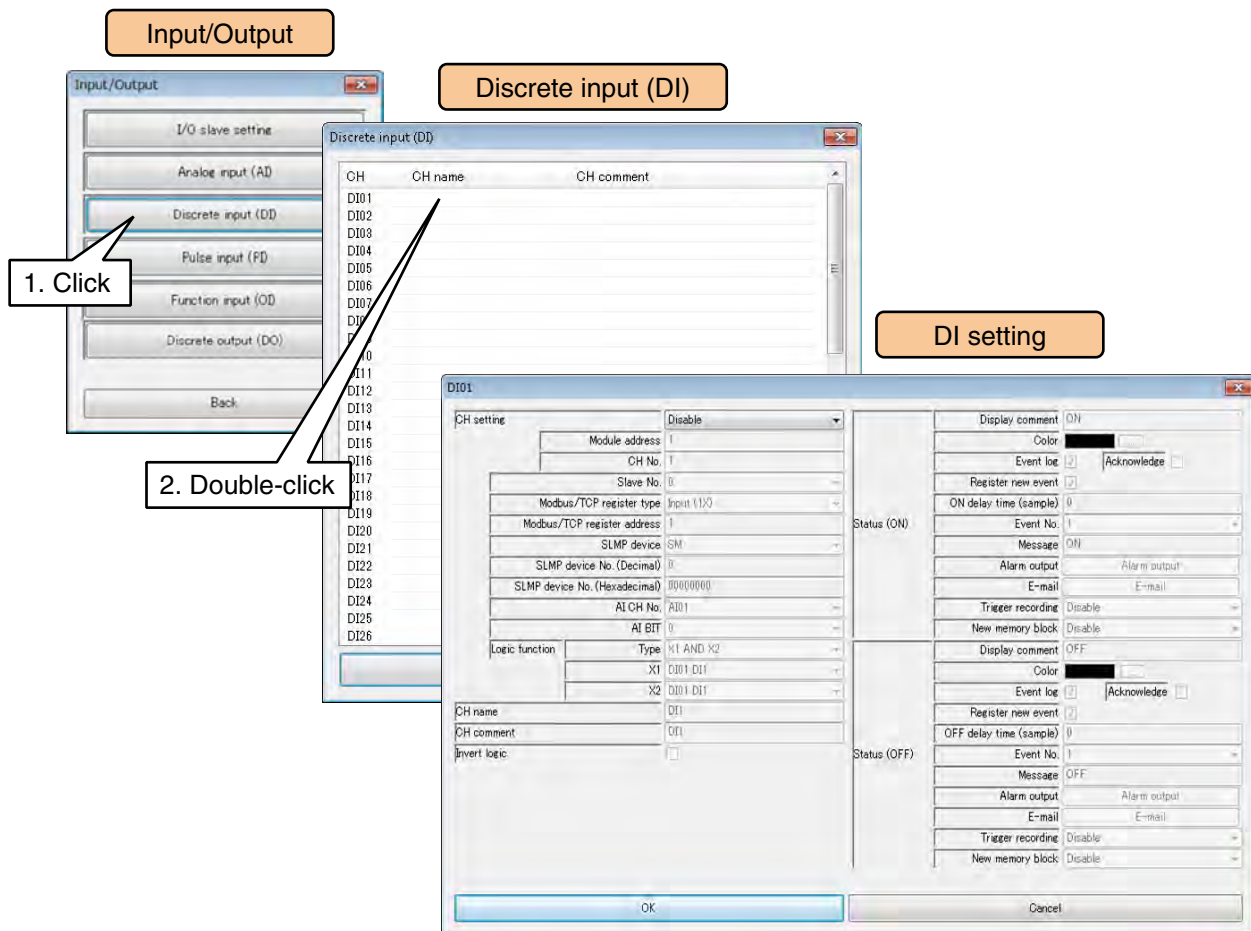 Input/Output
Input/Output
I/O slave setting
Analog input (AI)
Discrete input (DI)
Pulse input (PI)
Function input (OI)
Discrete output (DO)
Back
1. Click
Discrete input (DI)
Discrete input (DI)
CH CH name CH comment
DI01
DI02
DI03
DI04
DI05
DI06
DI07
DI11
DI12
DI13
DI14
DI15
DI16
DI17
DI18
DI19
DI20
DI21
DI22
DI23
DI24
DI25
DI26
2. Double-click
DI setting
DI01
CH setting Disable
Module address 1
CH No. 1
Slave No. 0
Modbus/TCP register type Input (1X)
Modbus/TCP register address 1
SLMP device SM
SLMP device No. (Decimal) 0
SLMP device No. (Hexadecimal) 00000000
AI CH No. AI01
AI BIT 0
Logic function Type X1 AND X2
X1 DI01 DI1
X2 DI01 DI1
CH name DI1
CH comment DI1
Invert logic
Status (ON)
Display comment ON
Color
Event log Acknowledge
Register new event
ON delay time (sample) 0
Event No. 1
Message ON
Alarm output Alarm output
E-mail E-mail
Trigger recording Disable
New memory block Disable
Status (OFF)
Display comment OFF
Color
Event log Acknowledge
Register new event
OFF delay time (sample) 0
Event No. 1
Message OFF
Alarm output Alarm output
E-mail E-mail
Trigger recording Disable
New memory block Disable
OK Cancel